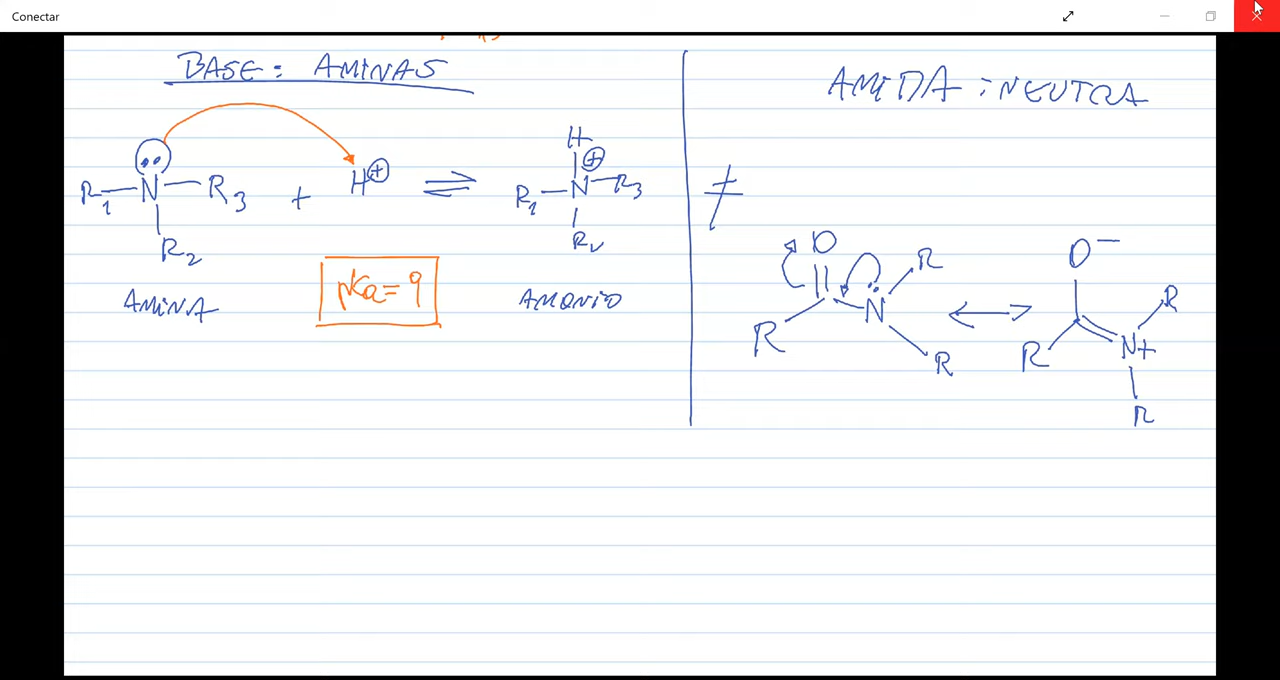 Conectar
BASE: AMINAS
R1—N—R3 + H+ ⇌ R1—N—R3
H
+
R2
R2
AMINA
pKa = 9
AMONIO
≠
AMIDA : NEUTRA
O
R
N
R
R
↔
O−
R
N+
R
R